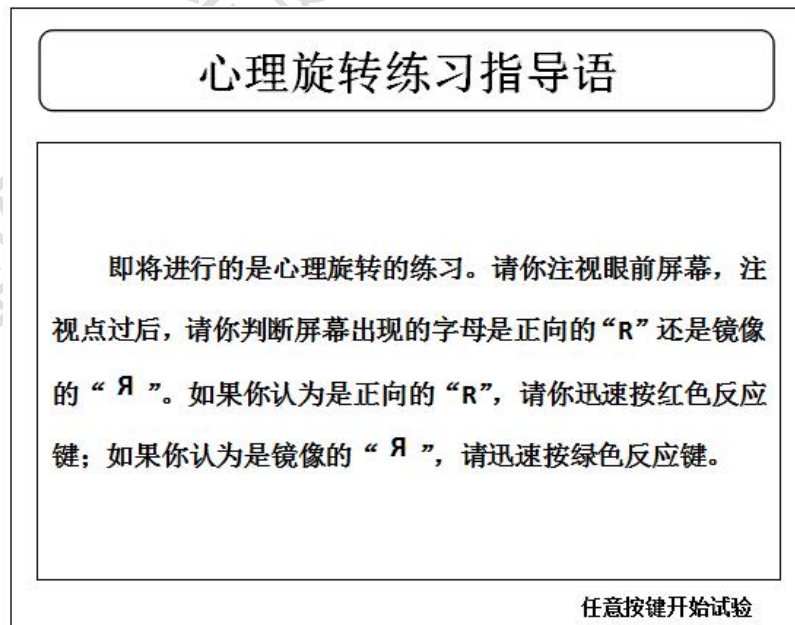 心理旋转练习指导语
即将进行的是心理旋转的练习。请你注视眼前屏幕，注
视点过后，请你判断屏幕出现的字母是正向的“R”还是镜像
的“ Я ”。如果你认为是正向的“R”，请你迅速按红色反应
键；如果你认为是镜像的“ Я ”，请迅速按绿色反应键。
任意按键开始试验